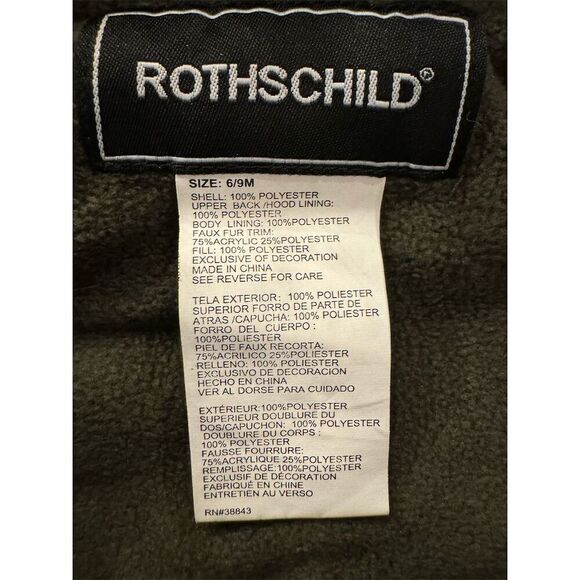 ROTHSCHILD®
SIZE: 6/9M
SHELL: 100% POLYESTER
UPPER BACK /HOOD LINING:
100% POLYESTER
BODY LINING: 100% POLYESTER
FAUX FUR TRIM:
75%ACRYLIC 25%POLYESTER
FILL: 100% POLYESTER
EXCLUSIVE OF DECORATION
MADE IN CHINA
SEE REVERSE FOR CARE
TELA EXTERIOR: 100% POLIESTER
SUPERIOR FORRO DE PARTE DE
ATRAS /CAPUCHA: 100% POLIESTER
FORRO DEL CUERPO :
100%POLIESTER
PIEL DE FAUX RECORTA:
75%ACRILICO 25%POLIESTER
RELLENO: 100% POLIESTER
EXCLUSIVO DE DECORACION
HECHO EN CHINA
VER AL DORSE PARA CUIDADO
EXTÉRIEUR:100%POLYESTER
SUPERIEUR DOUBLURE DU
DOS/CAPUCHON: 100% POLYESTER
DOUBLURE DU CORPS :
100% POLYESTER
FAUSSE FOURRURE:
75%ACRYLIQUE 25%POLYESTER
REMPLISSAGE:100%POLYESTER
EXCLUSIF DE DÉCORATION
FABRIQUÉ EN CHINE
ENTRETIEN AU VERSO
RN#38843